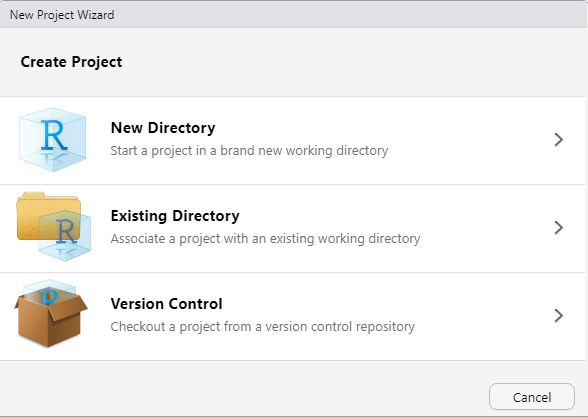 New Project Wizard
Create Project
R
New Directory
Start a project in a brand new working directory
R
Existing Directory
Associate a project with an existing working directory
R
Version Control
Checkout a project from a version control repository
Cancel